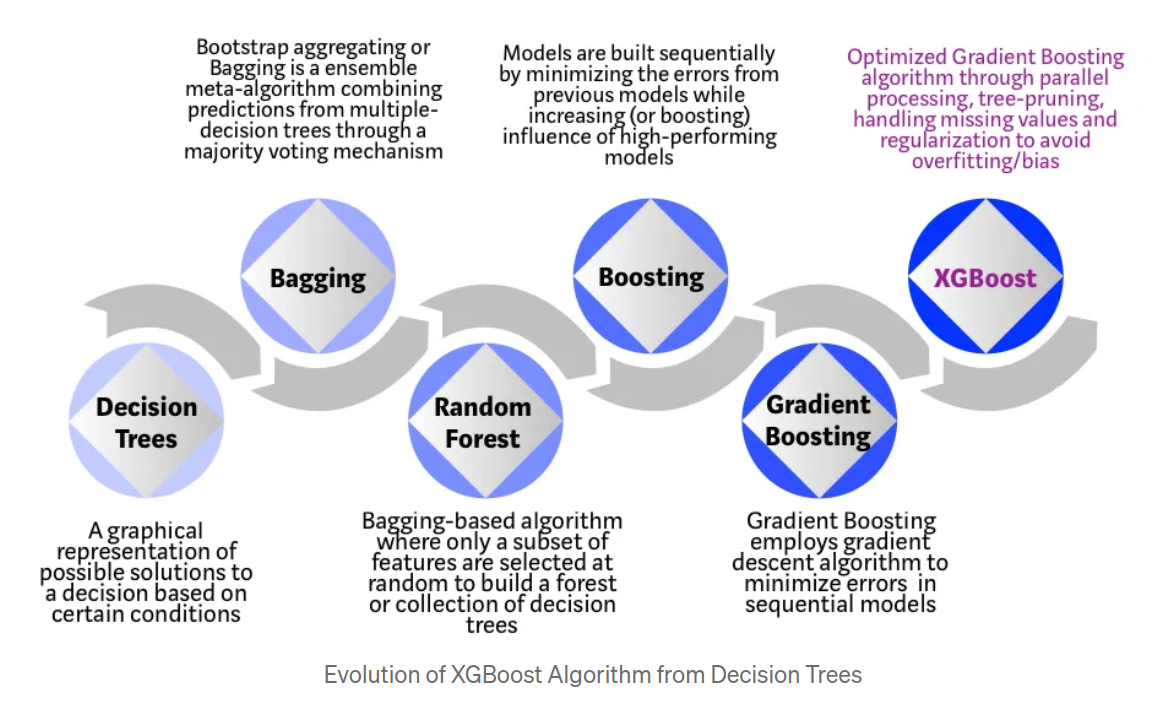 Bootstrap aggregating or
Bagging is a ensemble
meta-algorithm combining
predictions from multiple-
decision trees through a
majority voting mechanism
Models are built sequentially
by minimizing the errors from
previous models while
increasing (or boosting)
influence of high-performing
models
Optimized Gradient Boosting
algorithm through parallel
processing, tree-pruning,
handling missing values and
regularization to avoid
overfitting/bias
Bagging
Boosting
XGBoost
Decision
Trees
Random
Forest
Gradient
Boosting
A graphical
representation of
possible solutions to
a decision based on
certain conditions
Bagging-based algorithm
where only a subset of
features are selected at
random to build a forest
or collection of decision
trees
Gradient Boosting
employs gradient
descent algorithm to
minimize errors in
sequential models
Evolution of XGBoost Algorithm from Decision Trees